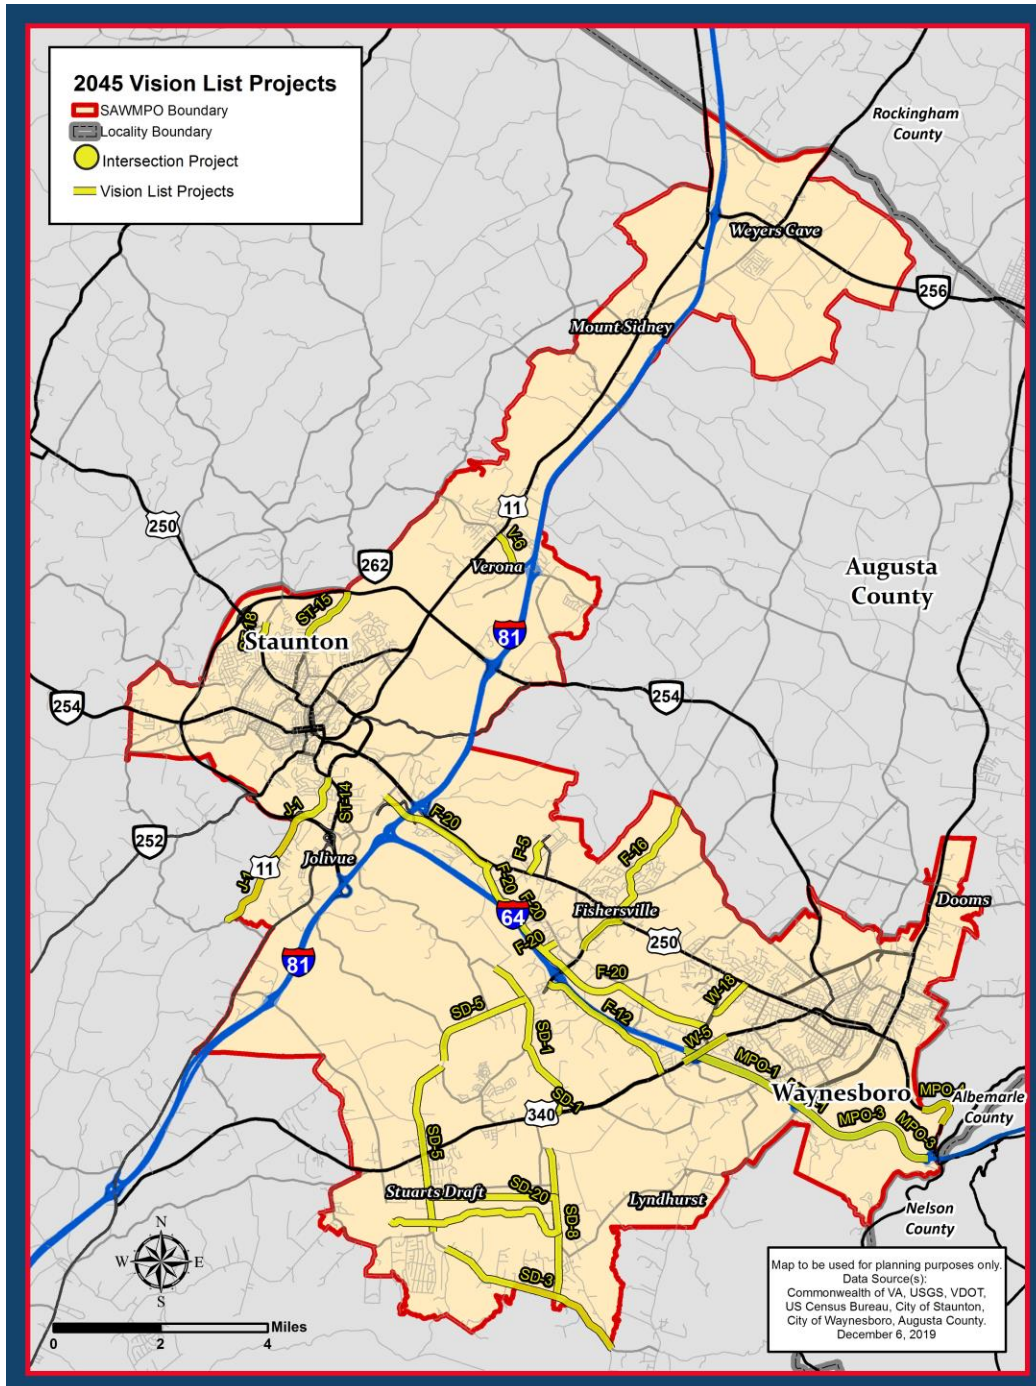 2045 Vision List Projects
SAWMPO Boundary
Locality Boundary
Intersection Project
Vision List Projects
Rockingham
County
Weyers Cave
256
Mount Sidney
11
250
V-6
262
Verona
Augusta
County
ST-15
18
Staunton
81
254
254
ST-14
J-1
F-20
252
F-5
F-16
Jolivue
11
J-1
F-20
F-20
Dooms
64
Fishersville
250
F-20
81
F-20
W-18
SD-5
F-12
SD-1
W-5
MPO-1
SD-1
Waynesboro
MPO-4
Albemarle
County
340
MPO-3
MPO-3
SD-5
Stuarts Draft
SD-20
Lyndhurst
SD-8
Nelson
County
N
W
E
S
SD-3
Map to be used for planning purposes only.
Data Source(s):
Commonwealth of VA, USGS, VDOT,
US Census Bureau, City of Staunton,
City of Waynesboro, Augusta County.
December 6, 2019
Miles
0
2
4